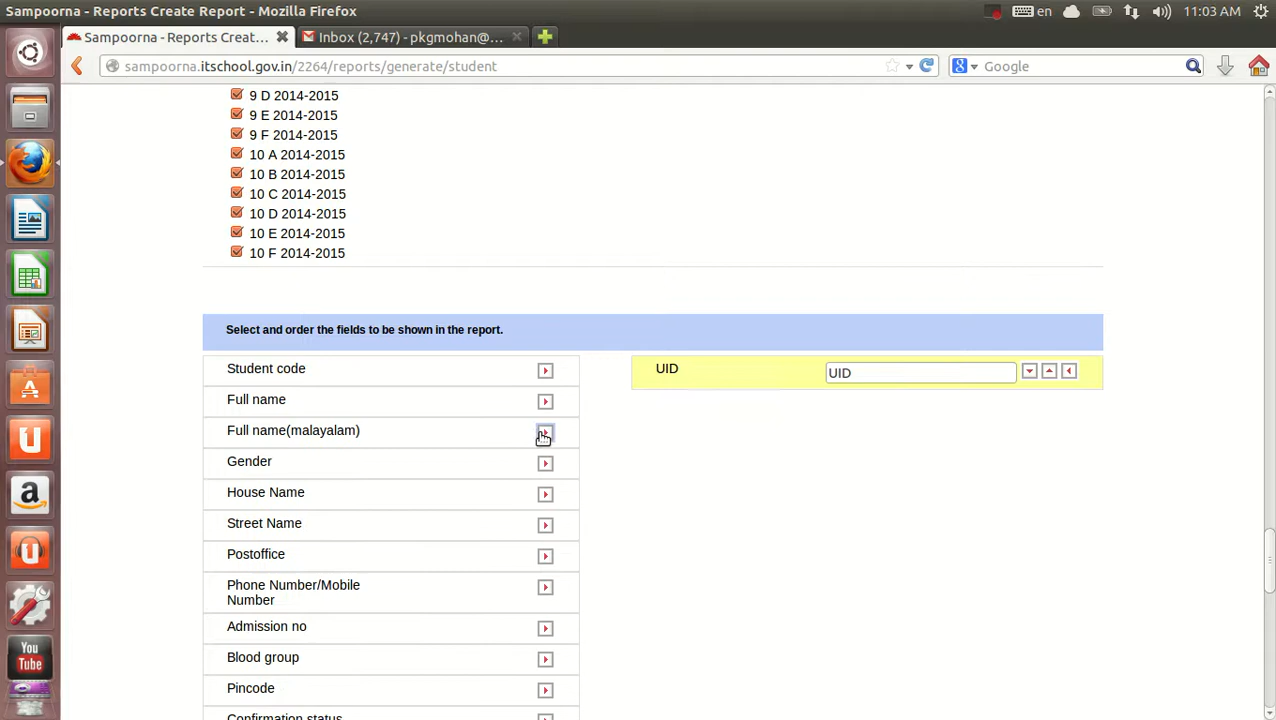 Sampoorna - Reports Create Report - Mozilla Firefox
en
11:03 AM
Sampoorna - Reports Creat...
Inbox (2,747) - pkgmohan@...
sampoorna.itschool.gov.in/2264/reports/generate/student
Google
9 D 2014-2015
9 E 2014-2015
9 F 2014-2015
10 A 2014-2015
10 B 2014-2015
10 C 2014-2015
10 D 2014-2015
10 E 2014-2015
10 F 2014-2015
Select and order the fields to be shown in the report.
Student code
Full name
Full name(malayalam)
Gender
House Name
Street Name
Postoffice
Phone Number/Mobile
Number
Admission no
Blood group
Pincode
Confirmation status
UID
UID
You
Tube